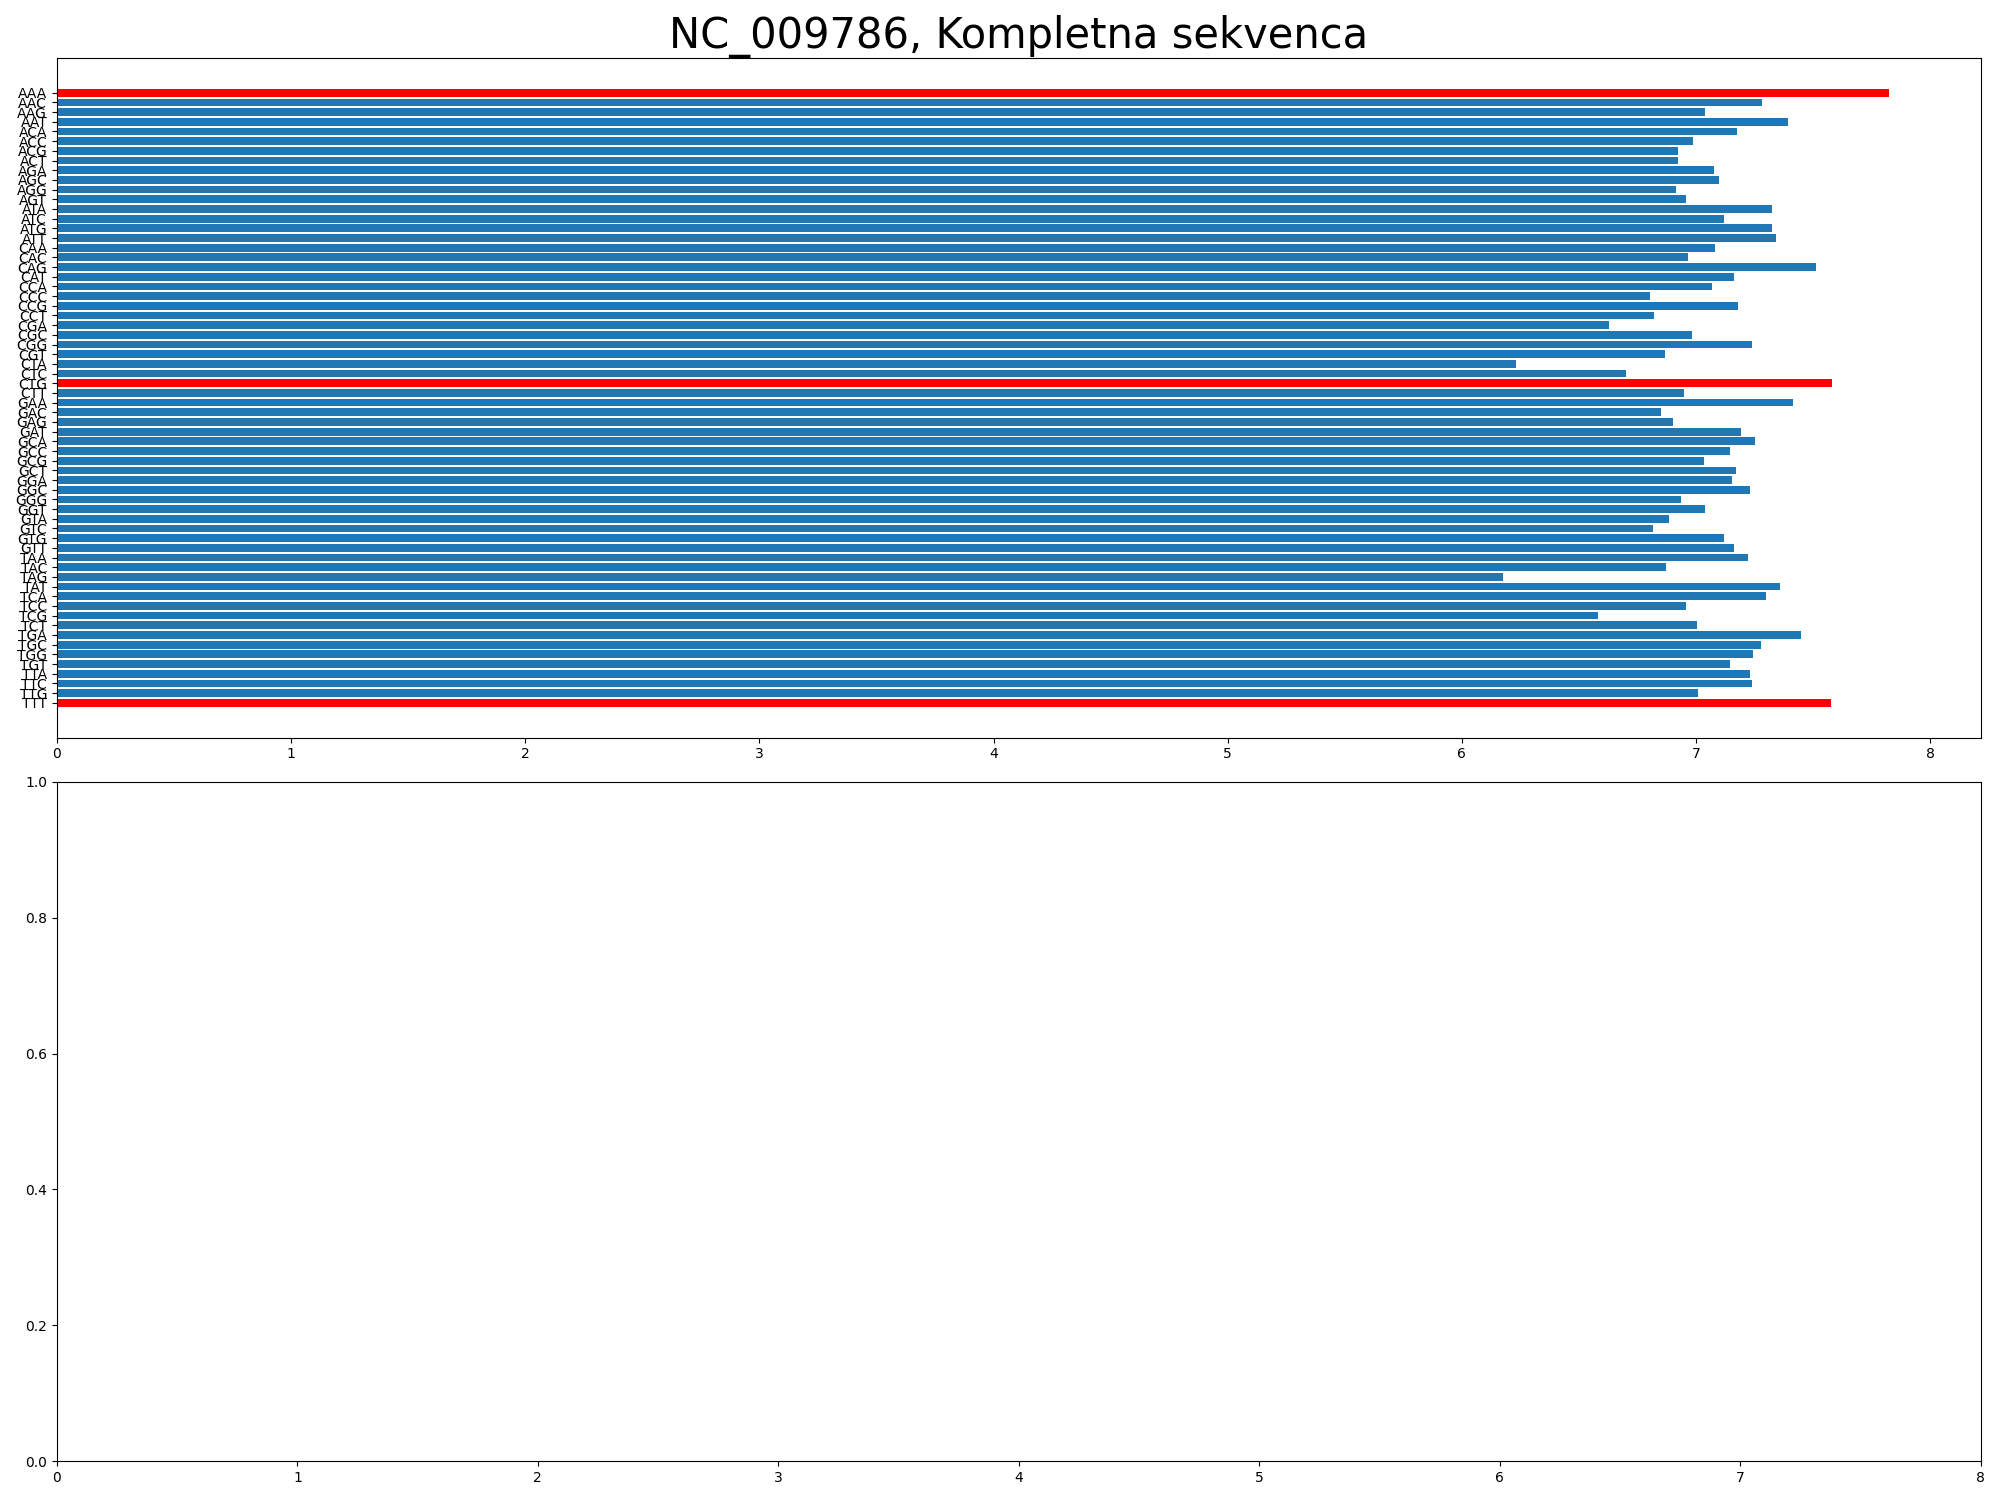 NC_009786, Kompletna sekvenca
AAA
AAC
AAG
AAT
ACA
ACC
ACG
ACT
AGA
AGC
AGG
AGT
ATA
ATC
ATG
ATT
CAA
CAC
CAG
CAT
CCA
CCC
CCG
CCT
CGA
CGC
CGG
CGT
CTA
CTC
CTG
CTT
GAA
GAC
GAG
GAT
GCA
GCC
GCG
GCT
GGA
GGC
GGG
GGT
GTA
GTC
GTG
GTT
TAA
TAC
TAG
TAT
TCA
TCC
TCG
TCT
TGA
TGC
TGG
TGT
TTA
TTC
TTG
TTT
0 1 2 3 4 5 6 7 8
1.0
0.8
0.6
0.4
0.2
0.0
0 1 2 3 4 5 6 7 8